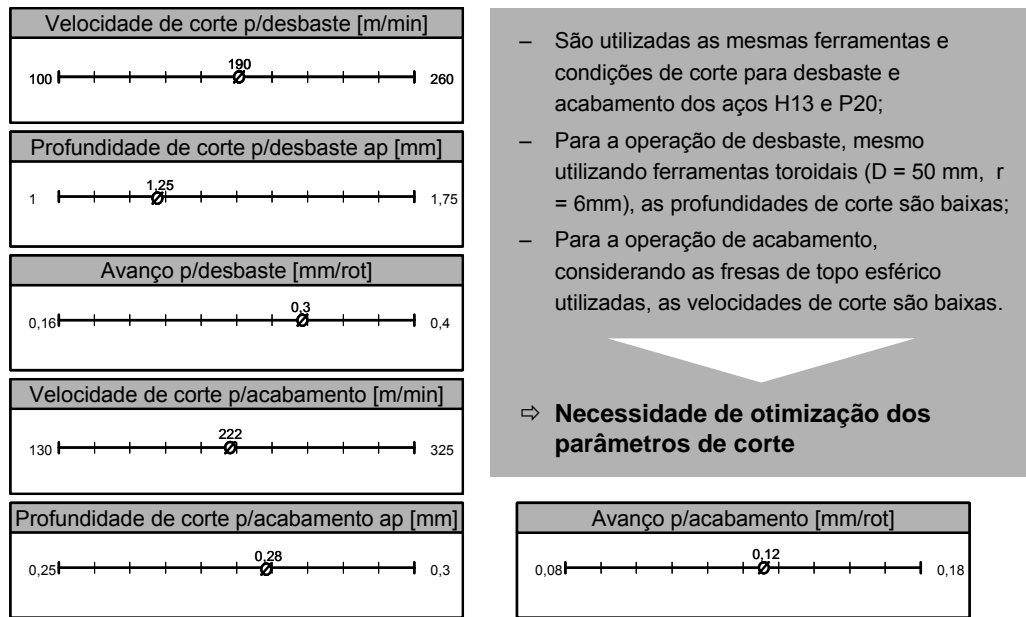 Velocidade de corte p/desbaste [m/min]
190
100
260
Profundidade de corte p/desbaste ap [mm]
1,25
1
1,75
Avanço p/desbaste [mm/rot]
0,3
0,16
0,4
Velocidade de corte p/acabamento [m/min]
222
130
325
Profundidade de corte p/acabamento ap [mm]
0,28
0,25
0,3
– São utilizadas as mesmas ferramentas e
condições de corte para desbaste e
acabamento dos aços H13 e P20;
– Para a operação de desbaste, mesmo
utilizando ferramentas toroidais (D = 50 mm, r
= 6mm), as profundidades de corte são baixas;
– Para a operação de acabamento,
considerando as fresas de topo esférico
utilizadas, as velocidades de corte são baixas.
⇨ Necessidade de otimização dos
parâmetros de corte
Avanço p/acabamento [mm/rot]
0,12
0,08
0,18